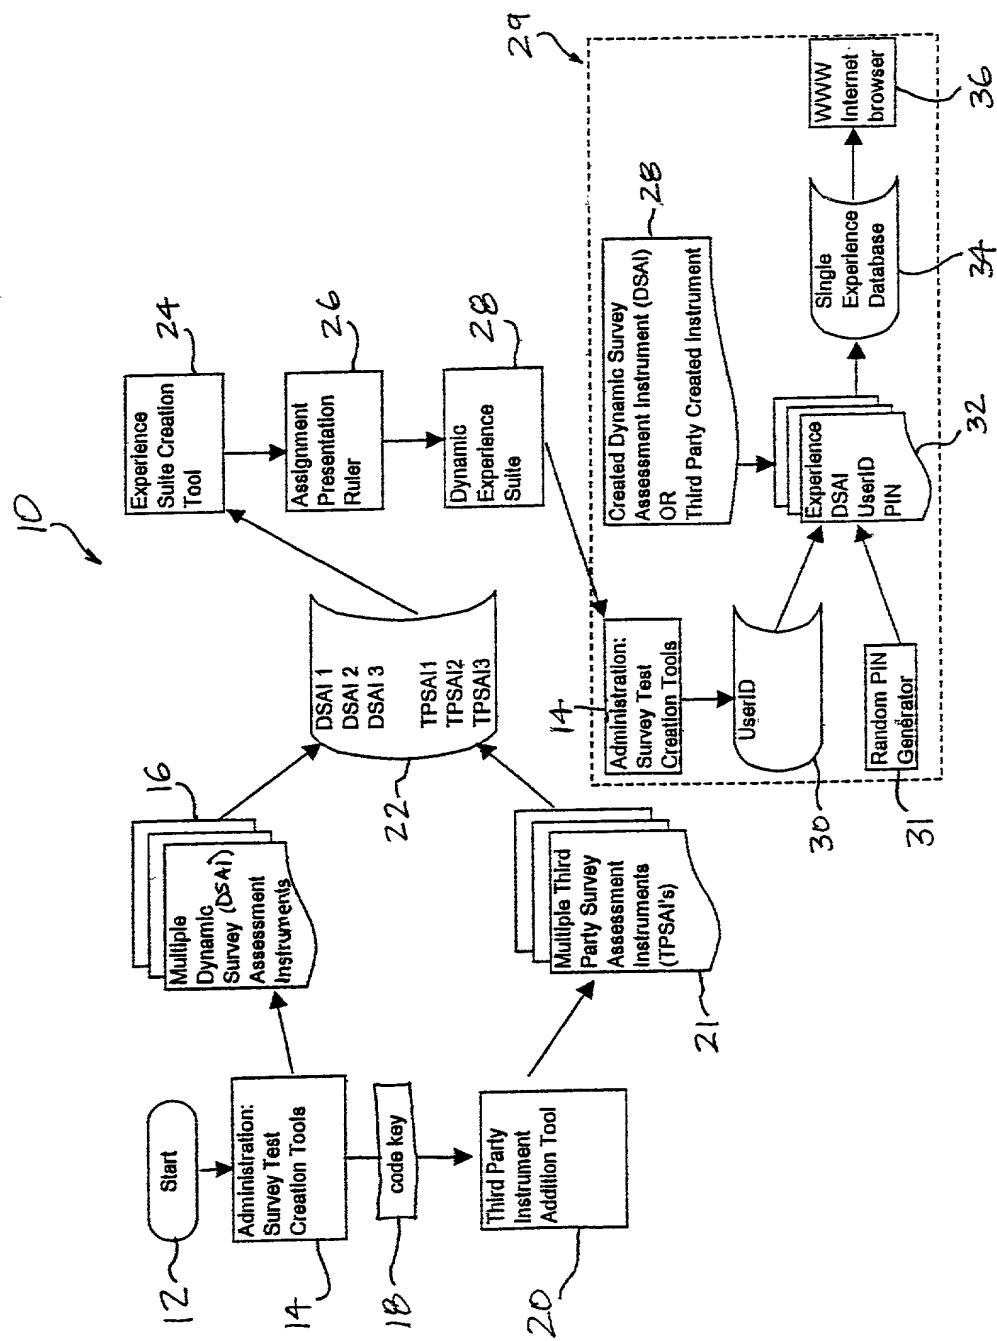 10
12
Start
14
Administration:
Survey Test
Creation Tools
18
code key
20
Third Party
Instrument
Addition Tool
16
Multiple
Dynamic
Survey (DSAI)
Assessment
Instruments
21
Multiple Third
Party Survey
Assessment
Instruments
(TPSAI's)
22
DSAI 1
DSAI 2
DSAI 3
TPSAI1
TPSAI2
TPSAI3
24
Experience
Suite Creation
Tool
26
Assignment
Presentation
Ruler
28
Dynamic
Experience
Suite
29
14
Administration:
Survey Test
Creation Tools
28
Created Dynamic Survey
Assessment Instrument (DSAI)
OR
Third Party Created Instrument
30
UserID
31
Random PIN
Generator
32
Experience
DSAI
UserID
PIN
34
Single
Experience
Database
36
WWW
Internet
browser